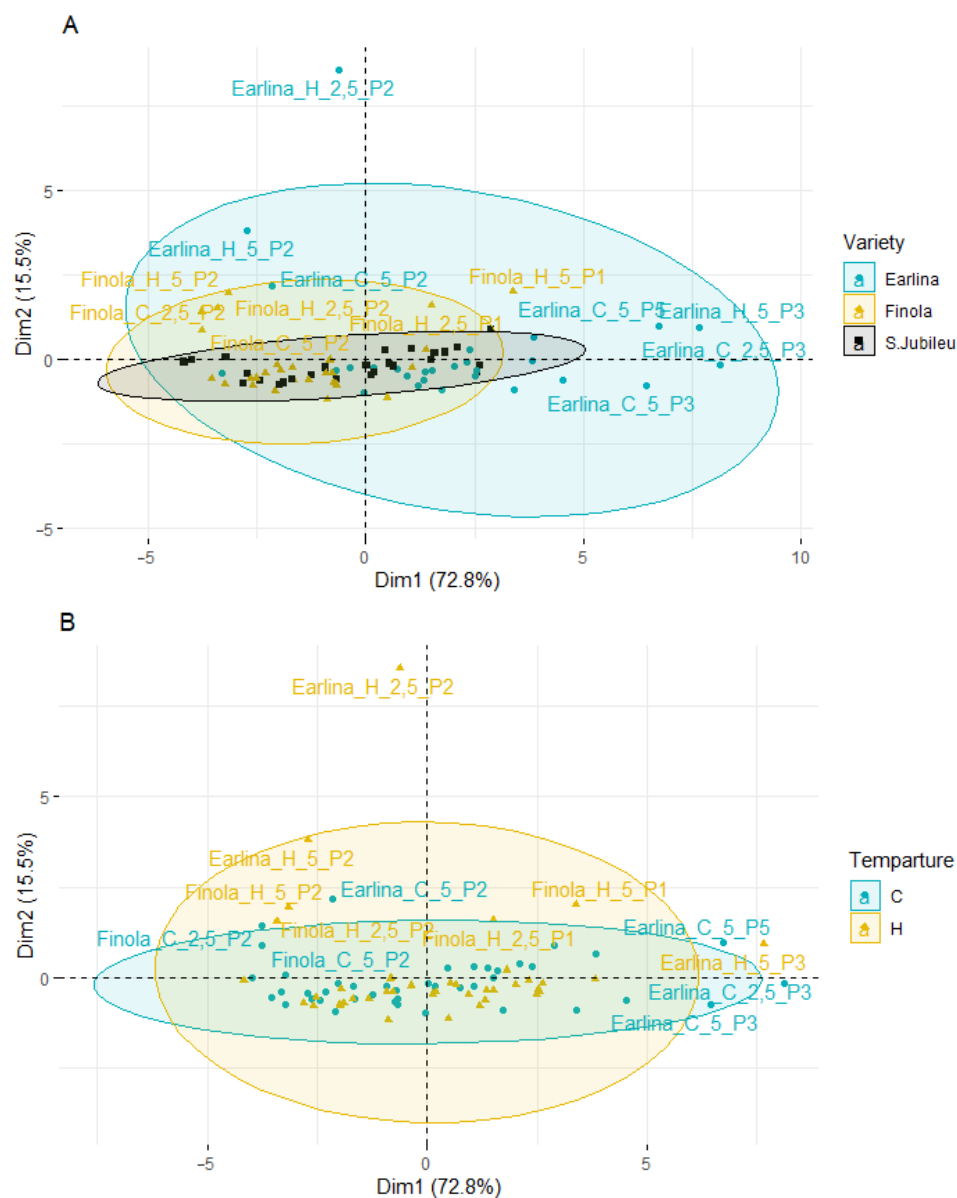 A
Earlina_H_2,5_P2
5
Earlina_H_5_P2
Finola_H_5_P2
Earlina_C_5_P2
Finola_H_5_P1
Finola_C_2,5_P2
Finola_H_2,5_P2
Earlina_C_5_P5
Earlina_H_5_P3
Finola_H_2,5_P1
Finola_C_5_P2
Earlina_C_2,5_P3
0
Earlina_C_5_P3
−5
Dim2 (15.5%)
−5 0 5 10
Dim1 (72.8%)
Variety
a Earlina
a Finola
a S.Jubileu
B
Earlina_H_2,5_P2
5
Earlina_H_5_P2
Finola_H_5_P2
Earlina_C_5_P2
Finola_H_5_P1
Finola_C_2,5_P2
Finola_H_2,5_P2
Finola_H_2,5_P1
Earlina_C_5_P5
Finola_C_5_P2
Earlina_H_5_P3
0
Earlina_C_2,5_P3
Earlina_C_5_P3
Dim2 (15.5%)
−5 0 5
Dim1 (72.8%)
Temparture
a C
a H